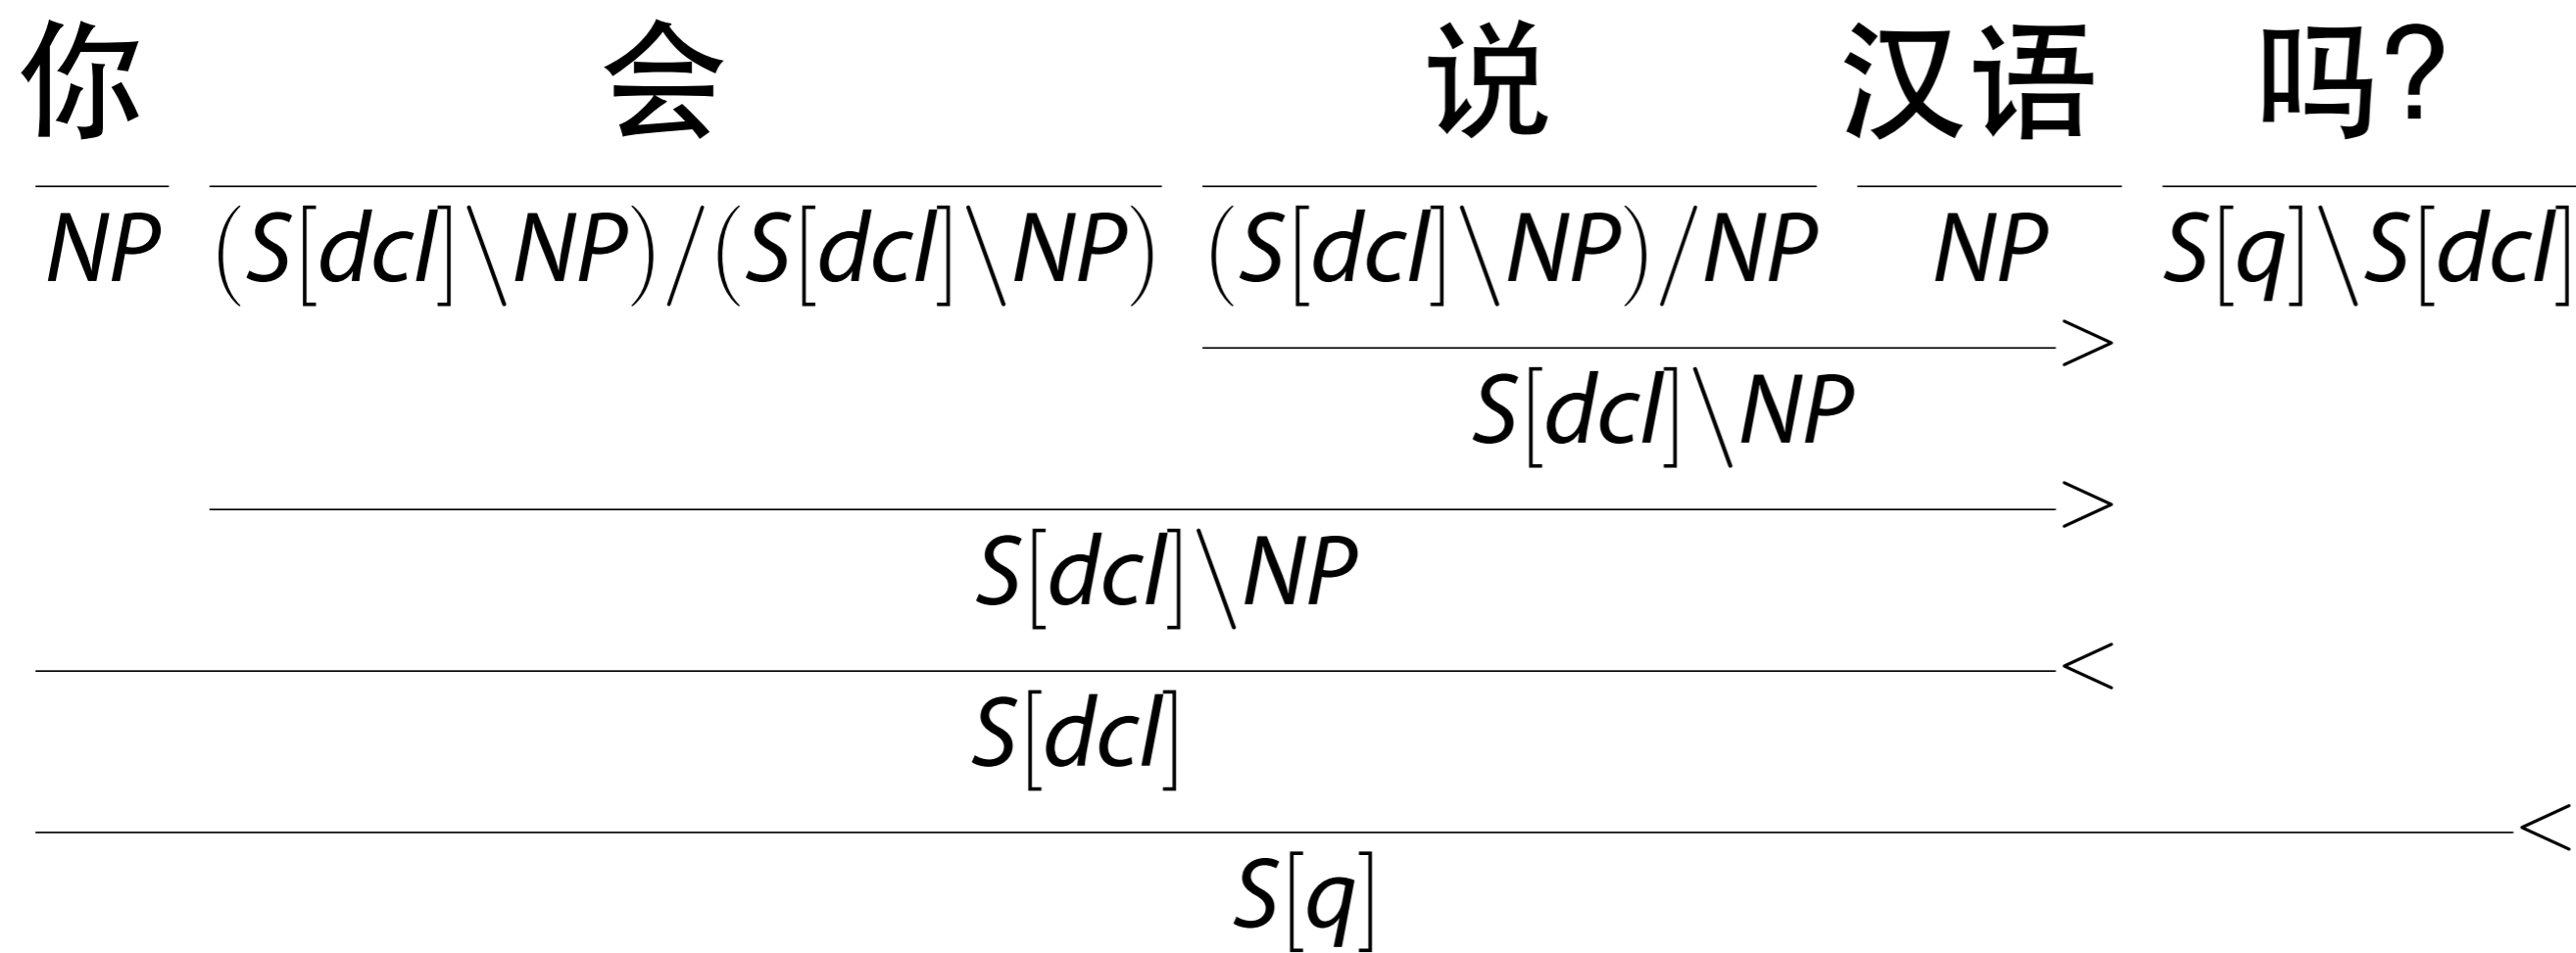 你 会 说 汉语 吗?
NP (S[dcl]\NP)/(S[dcl]\NP) (S[dcl]\NP)/NP NP S[q]\S[dcl]
>
S[dcl]\NP
>
S[dcl]\NP
<
S[dcl]
<
S[q]